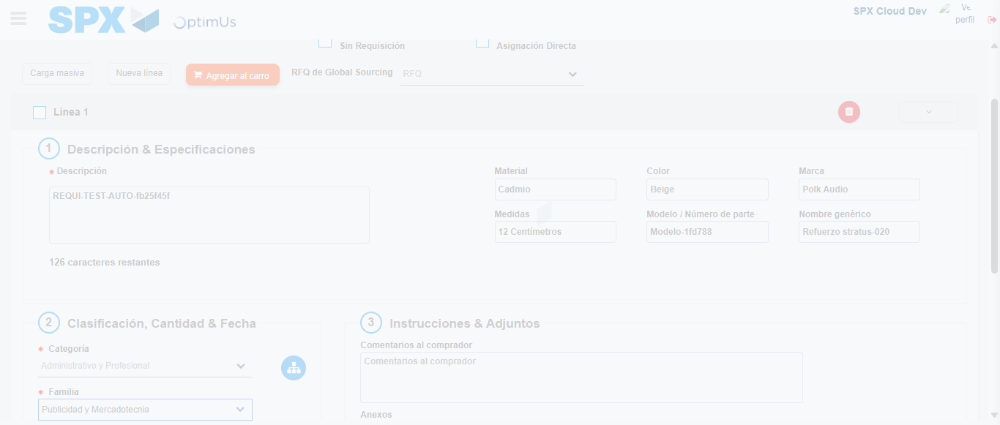 SPX OptimUs
SPX Cloud Dev
Ve
perfil
Sin Requisición
Asignación Directa
Carga masiva
Nueva línea
Agregar al carro
RFQ de Global Sourcing
RFQ
Línea 1
1 Descripción & Especificaciones
* Descripción
REQUI-TEST-AUTO-fb25f45f
126 caracteres restantes
Material
Color
Marca
Cadmio
Beige
Polk Audio
Medidas
Modelo / Número de parte
Nombre genérico
12 Centímetros
Modelo-1fd788
Refuerzo stratus-020
2 Clasificación, Cantidad & Fecha
* Categoría
Administrativo y Profesional
* Familia
Publicidad y Mercadotecnia
3 Instrucciones & Adjuntos
Comentarios al comprador
Comentarios al comprador
Anexos